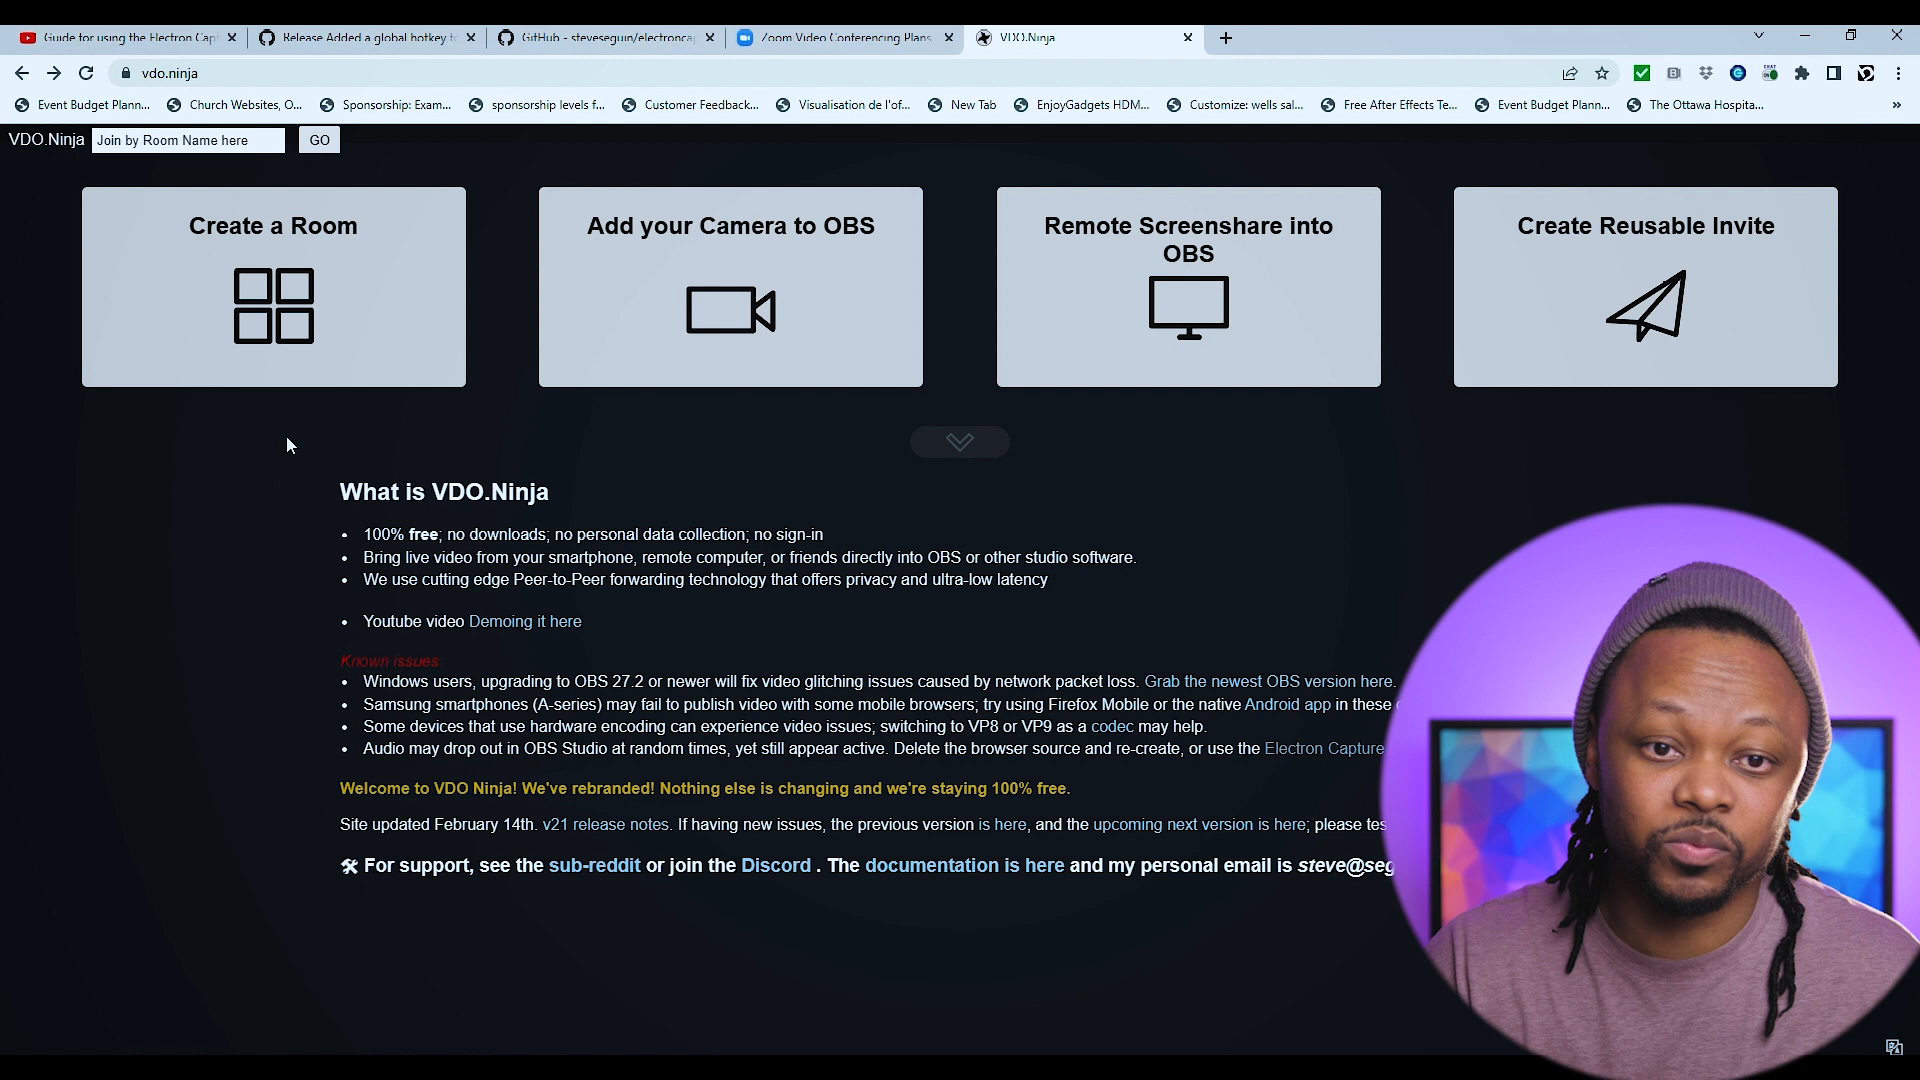 Guide for using the Electron Cap
Release Added a global hotkey to
GitHub - steveseguin/electronca
Zoom Video Conferencing Plans
VDO.Ninja
vdo.ninja
Event Budget Plann...
Church Websites, O...
Sponsorship: Exam...
sponsorship levels f...
Customer Feedback...
Visualisation de l'of...
New Tab
EnjoyGadgets HDM...
Customize: wells sal...
Free After Effects Te...
Event Budget Plann...
The Ottawa Hospita...
VDO.Ninja
Join by Room Name here
GO
Create a Room
Add your Camera to OBS
Remote Screenshare into
OBS
Create Reusable Invite
What is VDO.Ninja
• 100% free; no downloads; no personal data collection; no sign-in
• Bring live video from your smartphone, remote computer, or friends directly into OBS or other studio software.
• We use cutting edge Peer-to-Peer forwarding technology that offers privacy and ultra-low latency
• Youtube video Demoing it here
Known issues
• Windows users, upgrading to OBS 27.2 or newer will fix video glitching issues caused by network packet loss. Grab the newest OBS version here.
• Samsung smartphones (A-series) may fail to publish video with some mobile browsers; try using Firefox Mobile or the native Android app in these
• Some devices that use hardware encoding can experience video issues; switching to VP8 or VP9 as a codec may help.
• Audio may drop out in OBS Studio at random times, yet still appear active. Delete the browser source and re-create, or use the Electron Capture
Welcome to VDO Ninja! We've rebranded! Nothing else is changing and we're staying 100% free.
Site updated February 14th. v21 release notes. If having new issues, the previous version is here, and the upcoming next version is here; please tes
For support, see the sub-reddit or join the Discord . The documentation is here and my personal email is steve@seg